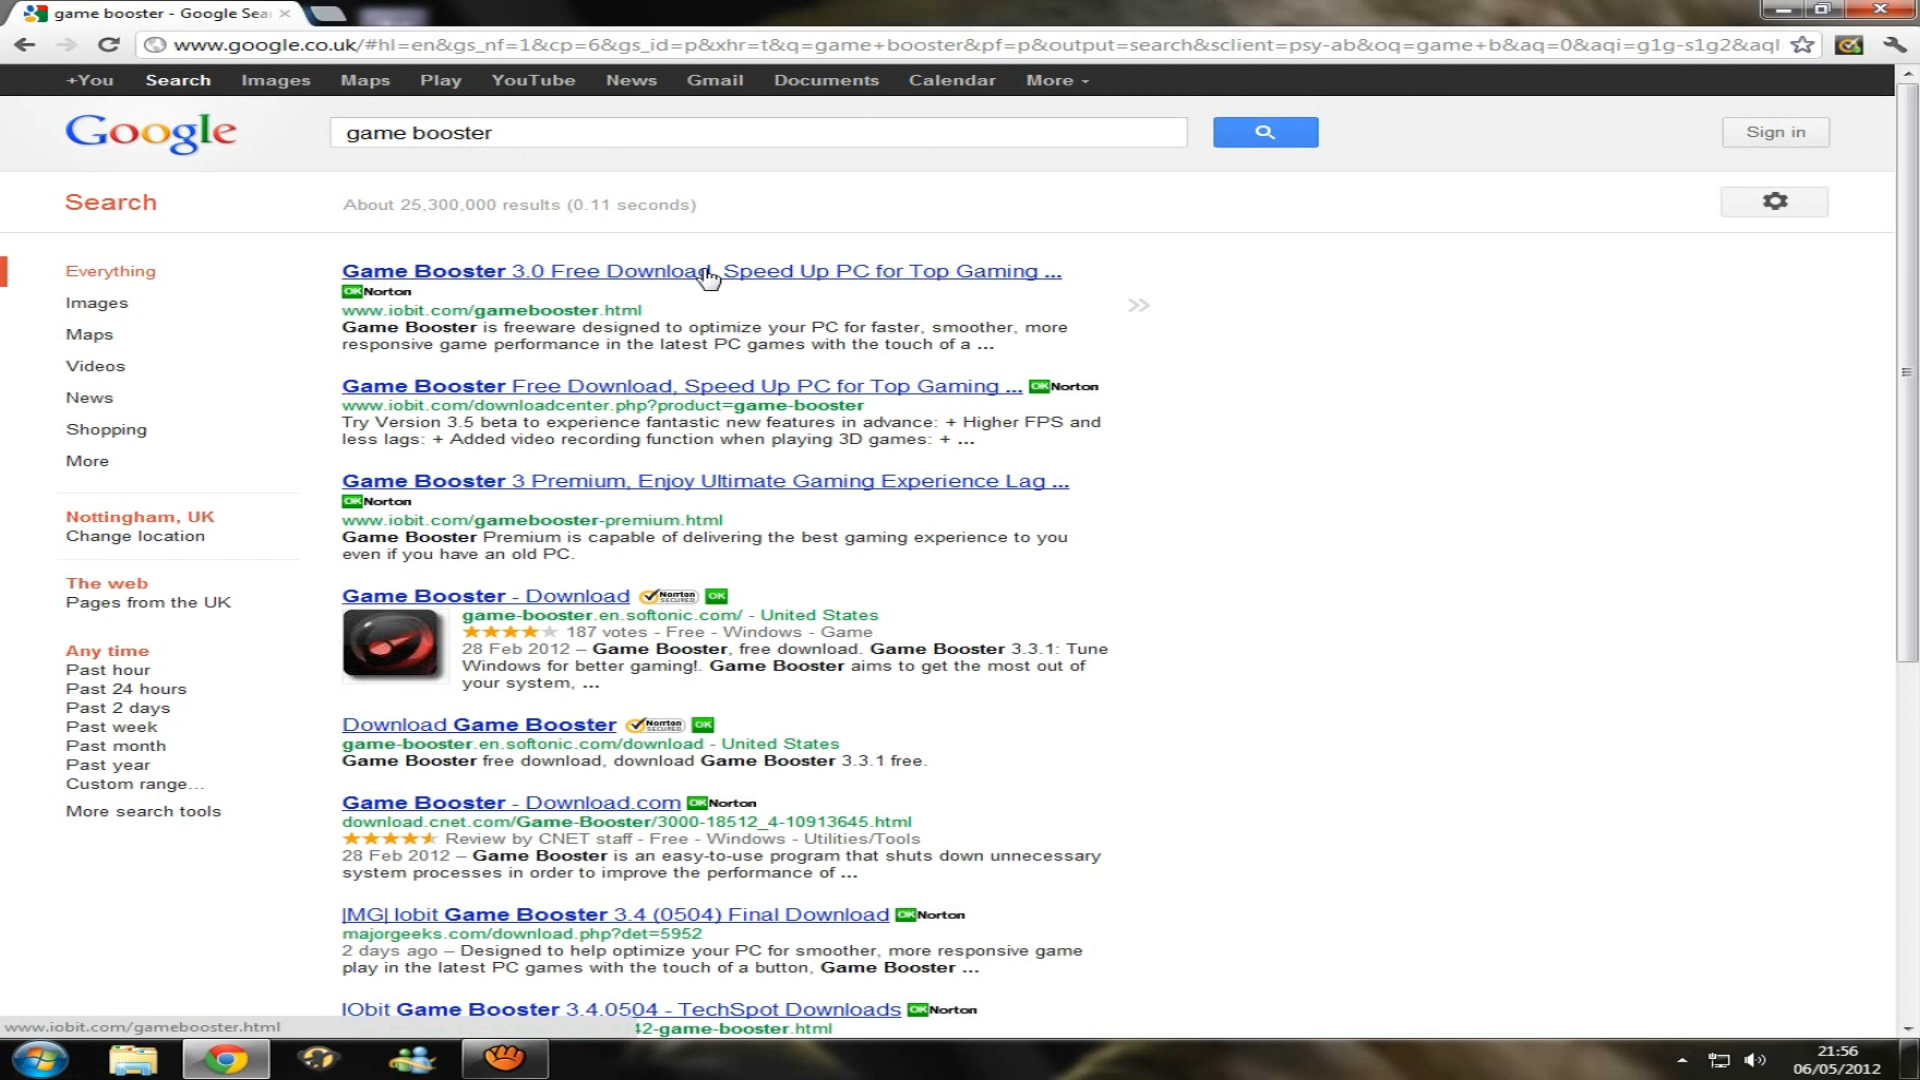 game booster - Google Sea
www.google.co.uk/#hl=en&gs_nf=1&cp=6&gs_id=p&xhr=t&q=game+booster&pf=p&output=search&sclient=psy-ab&oq=game+b&aq=0&aqi=g1g-s1g2&aql
+You Search Images Maps Play YouTube News Gmail Documents Calendar More
Google
game booster
Sign in
Search
About 25,300,000 results (0.11 seconds)
Everything
Images
Maps
Videos
News
Shopping
More
Nottingham, UK
Change location
The web
Pages from the UK
Any time
Past hour
Past 24 hours
Past 2 days
Past week
Past month
Past year
Custom range...
More search tools
Game Booster 3.0 Free Download, Speed Up PC for Top Gaming ...
OK Norton
www.iobit.com/gamebooster.html
Game Booster is freeware designed to optimize your PC for faster, smoother, more
responsive game performance in the latest PC games with the touch of a ...
Game Booster Free Download, Speed Up PC for Top Gaming ... OK Norton
www.iobit.com/downloadcenter.php?product=game-booster
Try Version 3.5 beta to experience fantastic new features in advance: + Higher FPS and
less lags: + Added video recording function when playing 3D games: + ...
Game Booster 3 Premium, Enjoy Ultimate Gaming Experience Lag ...
OK Norton
www.iobit.com/gamebooster-premium.html
Game Booster Premium is capable of delivering the best gaming experience to you
even if you have an old PC.
Game Booster - Download Norton SECURED OK
game-booster.en.softonic.com/ - United States
187 votes - Free - Windows - Game
28 Feb 2012 – Game Booster, free download. Game Booster 3.3.1: Tune
Windows for better gaming!. Game Booster aims to get the most out of
your system, ...
Download Game Booster Norton SECURED OK
game-booster.en.softonic.com/download - United States
Game Booster free download, download Game Booster 3.3.1 free.
Game Booster - Download.com OK Norton
download.cnet.com/Game-Booster/3000-18512_4-10913645.html
Review by CNET staff - Free - Windows - Utilities/Tools
28 Feb 2012 – Game Booster is an easy-to-use program that shuts down unnecessary
system processes in order to improve the performance of ...
|MG| Iobit Game Booster 3.4 (0504) Final Download OK Norton
majorgeeks.com/download.php?det=5952
2 days ago – Designed to help optimize your PC for smoother, more responsive game
play in the latest PC games with the touch of a button, Game Booster ...
IObit Game Booster 3.4.0504 - TechSpot Downloads OK Norton
42-game-booster.html
www.iobit.com/gamebooster.html
21:56
06/05/2012